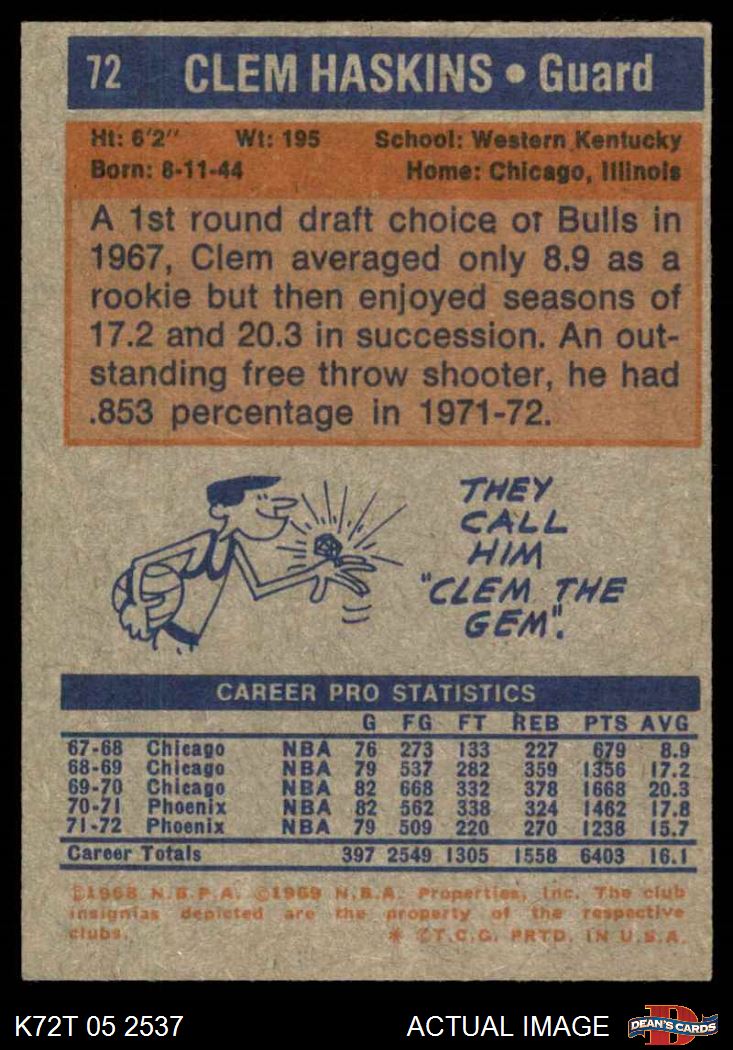 72 CLEM HASKINS • Guard
Ht: 6'2" Wt: 195 School: Western Kentucky
Born: 8-11-44 Home: Chicago, Illinois
A 1st round draft choice of Bulls in
1967, Clem averaged only 8.9 as a
rookie but then enjoyed seasons of
17.2 and 20.3 in succession. An out-
standing free throw shooter, he had
.853 percentage in 1971-72.
THEY
CALL
HIM
"CLEM THE
GEM".
CAREER PRO STATISTICS
G FG FT REB PTS AVG
67-68 Chicago NBA 76 273 133 227 679 8.9
68-69 Chicago NBA 79 537 282 359 1356 17.2
69-70 Chicago NBA 82 668 332 378 1668 20.3
70-71 Phoenix NBA 82 562 338 324 1462 17.8
71-72 Phoenix NBA 79 509 220 270 1238 15.7
Career Totals 397 2549 1305 1558 6403 16.1
©1968 N.B.P.A. ©1969 N.B.A. Properties, Inc. The club
insignias depicted are the property of the respective
clubs. * ©T.C.G. PRTD. IN U.S.A.
K72T 05 2537 ACTUAL IMAGE D DEAN'S CARDS